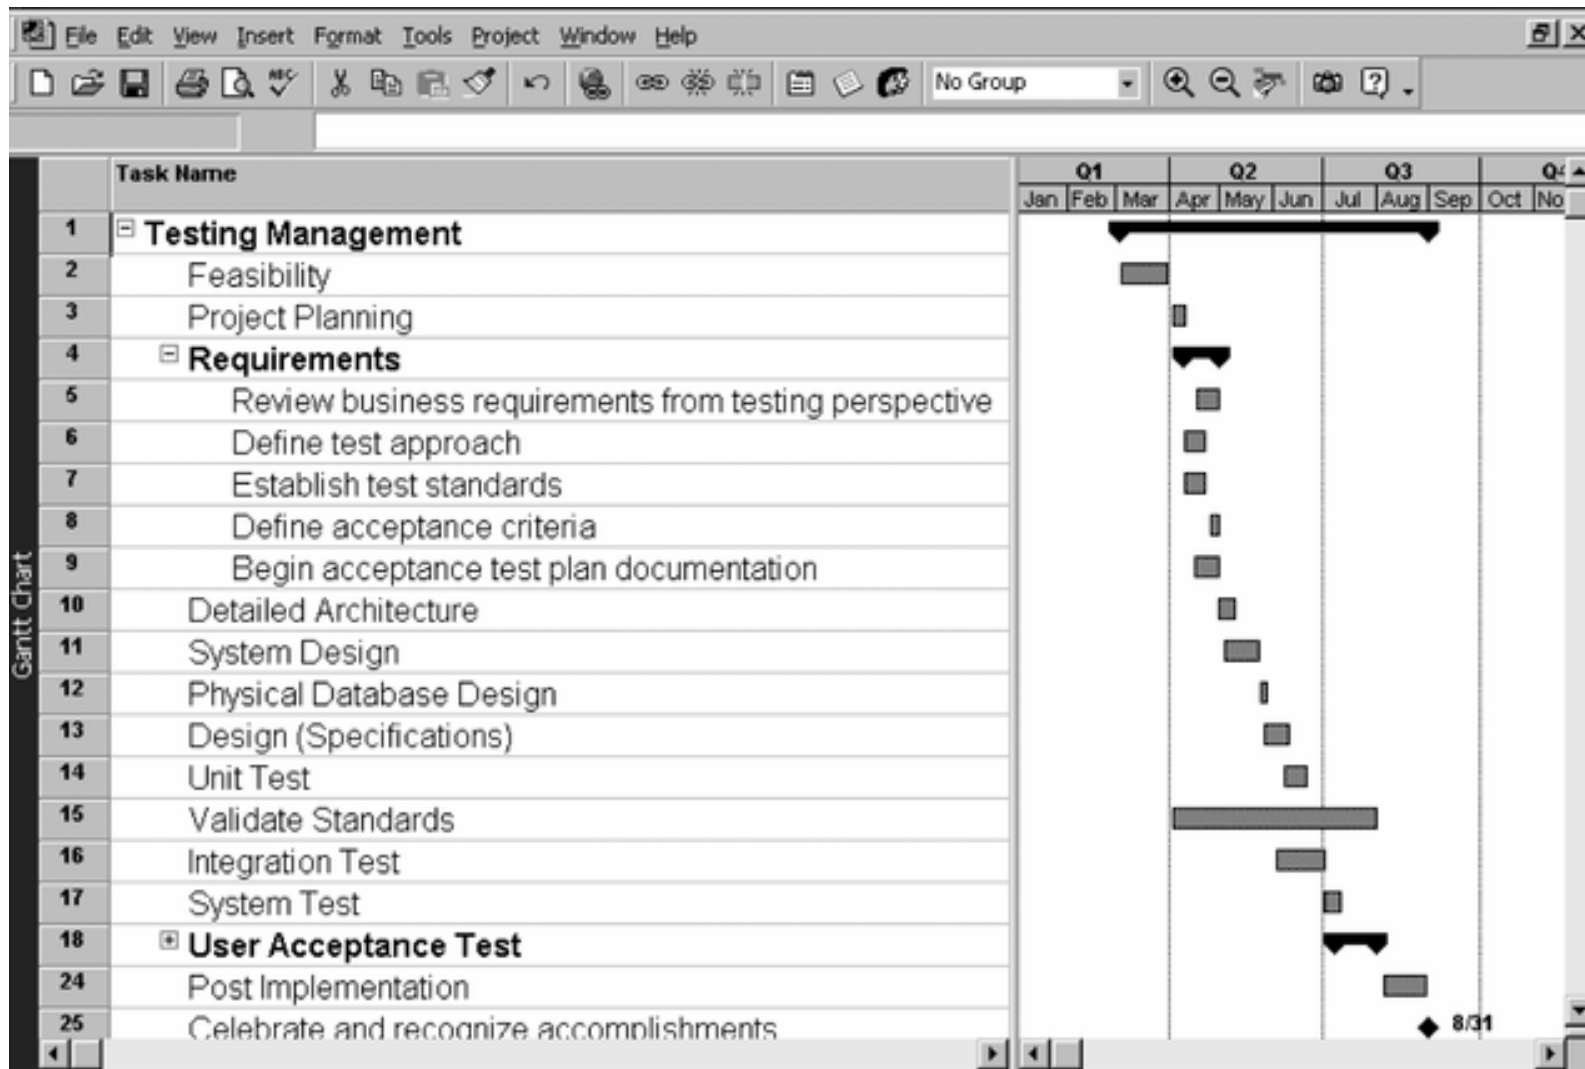 File Edit View Insert Format Tools Project Window Help
ABC No Group
Task Name Q1 Q2 Q3
Jan Feb Mar Apr May Jun Jul Aug Sep Oct No
1 Testing Management
2 Feasibility
3 Project Planning
4 Requirements
5 Review business requirements from testing perspective
6 Define test approach
7 Establish test standards
8 Define acceptance criteria
9 Begin acceptance test plan documentation
10 Detailed Architecture
11 System Design
12 Physical Database Design
13 Design (Specifications)
14 Unit Test
15 Validate Standards
16 Integration Test
17 System Test
18 User Acceptance Test
24 Post Implementation
25 Celebrate and recognize accomplishments 8/31
Gantt Chart